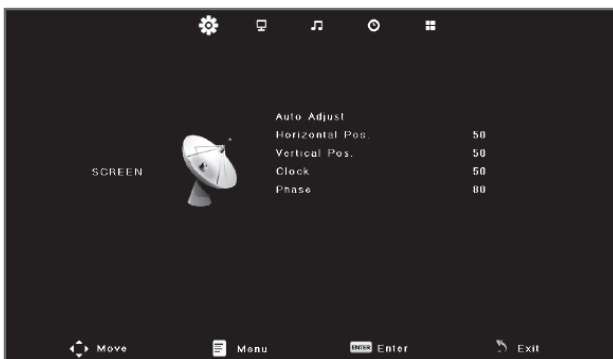 Auto Adjust
Horizontal Pos. 50
Vertical Pos. 50
SCREEN
Clock 50
Phase 80
Move Menu ENTER Enter Exit